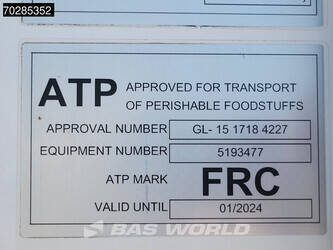 70285352
ATP APPROVED FOR TRANSPORT
OF PERISHABLE FOODSTUFFS
APPROVAL NUMBER GL- 15 1718 4227
EQUIPMENT NUMBER 5193477
ATP MARK FRC
VALID UNTIL 01/2024
BAS WORLD